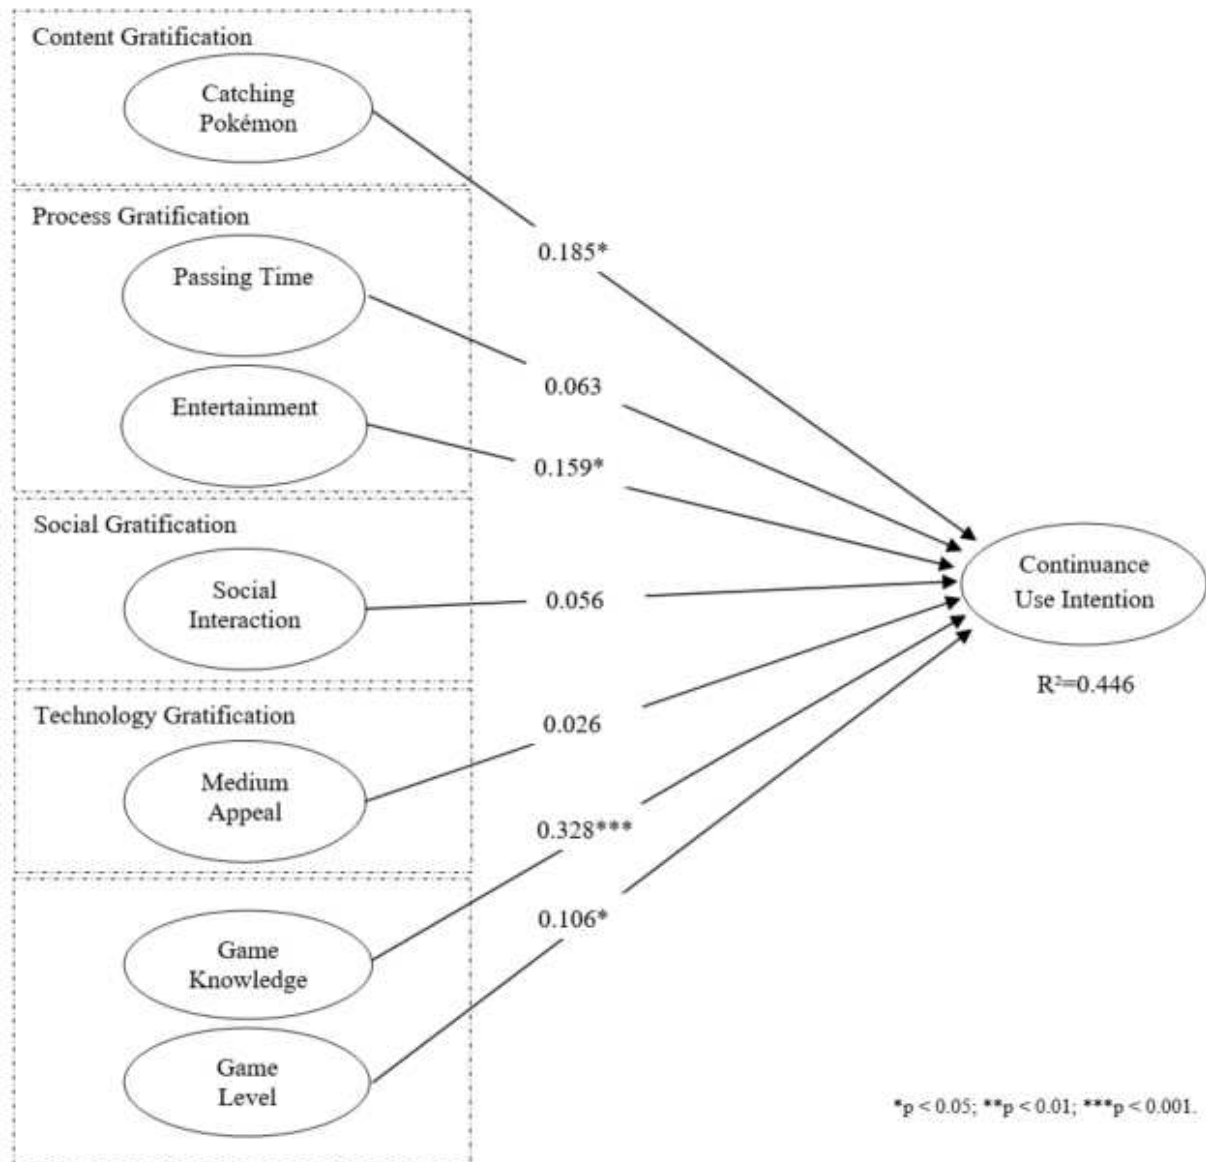 Content Gratification
Catching
Pokémon
0.185*
Process Gratification
Passing Time
0.063
Entertainment
0.159*
Social Gratification
Social
Interaction
0.056
Continuance
Use Intention
R²=0.446
Technology Gratification
Medium
Appeal
0.026
Game
Knowledge
0.328***
Game
Level
0.106*
*p < 0.05; **p < 0.01; ***p < 0.001.